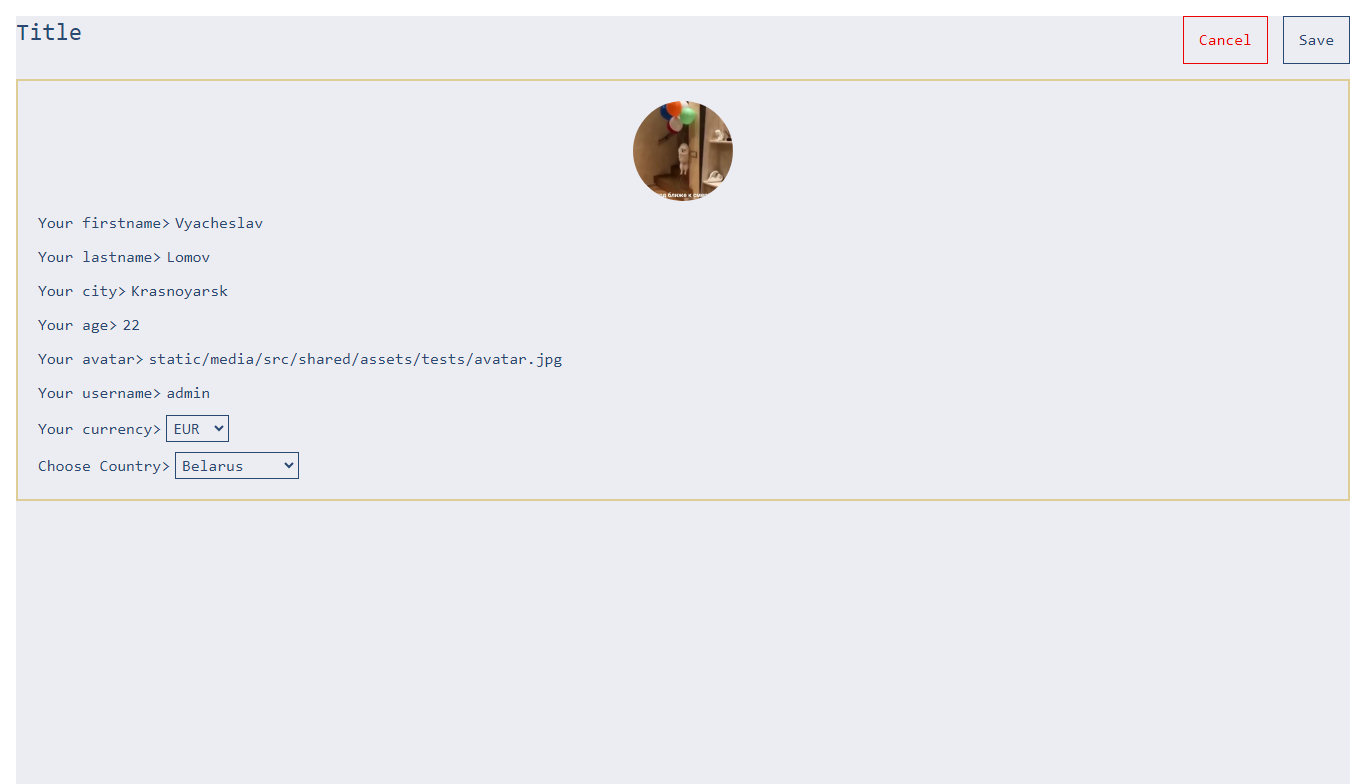 Title
Cancel
Save
ближе к
Your firstname> Vyacheslav
Your lastname> Lomov
Your city> Krasnoyarsk
Your age> 22
Your avatar> static/media/src/shared/assets/tests/avatar.jpg
Your username> admin
Your currency> EUR
Choose Country> Belarus